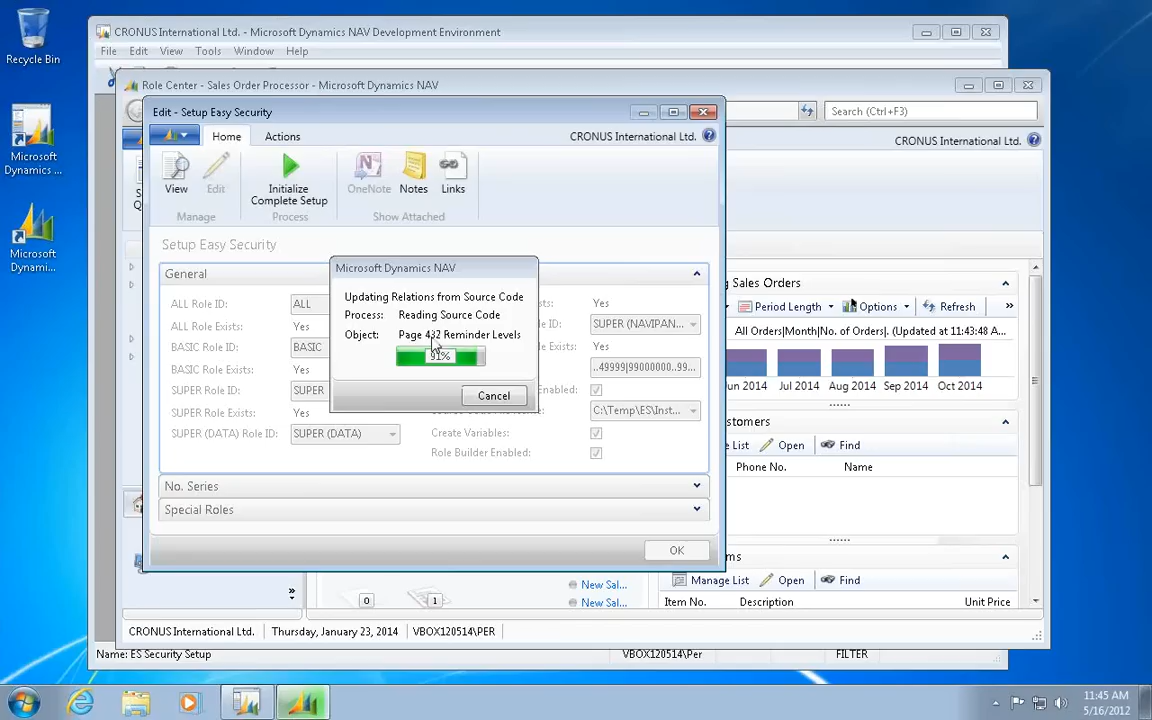 Recycle Bin
Microsoft
Dynamics ...
Microsoft
Dynami...
CRONUS International Ltd. - Microsoft Dynamics NAV Development Environment
File Edit View Tools Window Help
Role Center - Sales Order Processor - Microsoft Dynamics NAV
Search (Ctrl+F3)
CRONUS International Ltd.
Edit - Setup Easy Security
Home Actions
CRONUS International Ltd.
View
Edit
Manage
Initialize
Complete Setup
Process
OneNote
Notes
Links
Show Attached
Setup Easy Security
General
ALL Role ID: ALL
ALL Role Exists: Yes
BASIC Role ID: BASIC
BASIC Role Exists: Yes
SUPER Role ID: SUPER
SUPER Role Exists: Yes
SUPER (DATA) Role ID: SUPER (DATA)
Yes
SUPER (NAVIPAN...
Yes
..49999|99000000..99...
C:\Temp\ES\Inst...
Create Variables:
Role Builder Enabled:
No. Series
Special Roles
OK
Microsoft Dynamics NAV
Updating Relations from Source Code
Process: Reading Source Code
Object: Page 432 Reminder Levels
91%
Cancel
Sales Orders
Period Length Options Refresh »
All Orders|Month|No. of Orders|. (Updated at 11:43:48 A...
Jul 2014 Aug 2014 Sep 2014 Oct 2014
Open Find
Phone No. Name
Manage List Open Find
Item No. Description Unit Price
0 1
New Sal...
New Sal...
CRONUS International Ltd. Thursday, January 23, 2014 VBOX120514\PER
Name: ES Security Setup VBOX120514\Per FILTER
11:45 AM
5/16/2012